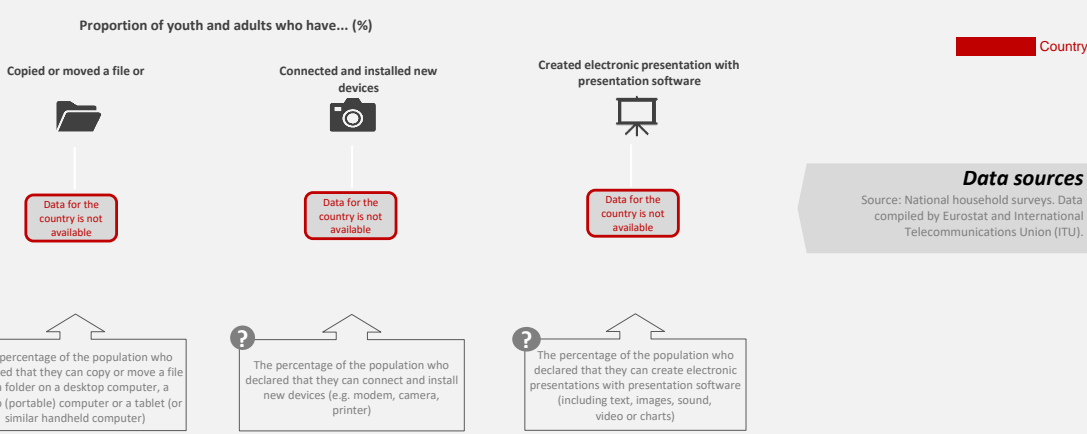 Proportion of youth and adults who have... (%)
Country
Copied or moved a file or
Connected and installed new
devices
Created electronic presentation with
presentation software
Data for the
country is not
available
Data for the
country is not
available
Data for the
country is not
available
Data sources
Source: National household surveys. Data
compiled by Eurostat and International
Telecommunications Union (ITU).
percentage of the population who
ed that they can copy or move a file
folder on a desktop computer, a
(portable) computer or a tablet (or
similar handheld computer)
?
The percentage of the population who
declared that they can connect and install
new devices (e.g. modem, camera,
printer)
?
The percentage of the population who
declared that they can create electronic
presentations with presentation software
(including text, images, sound,
video or charts)